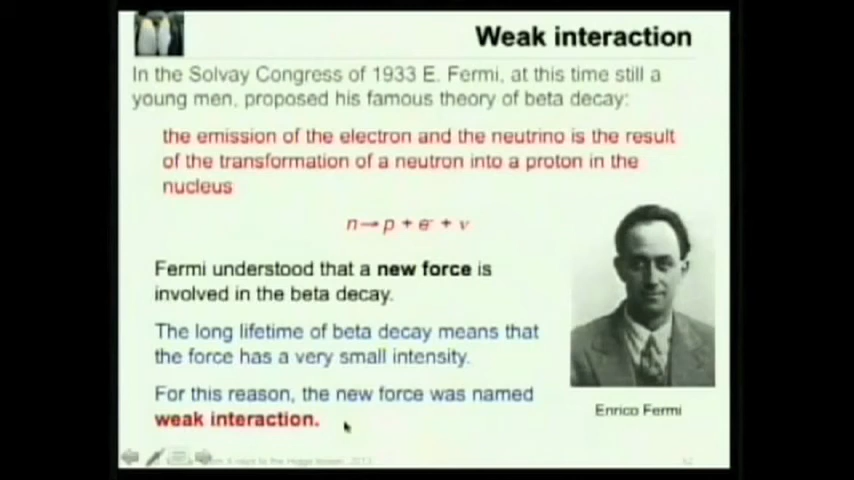 Weak interaction
In the Solvay Congress of 1933 E. Fermi, at this time still a
young men, proposed his famous theory of beta decay:
the emission of the electron and the neutrino is the result
of the transformation of a neutron into a proton in the
nucleus
n→p + e⁻ + ν
Fermi understood that a new force is
involved in the beta decay.
The long lifetime of beta decay means that
the force has a very small intensity.
For this reason, the new force was named
weak interaction.
Enrico Fermi